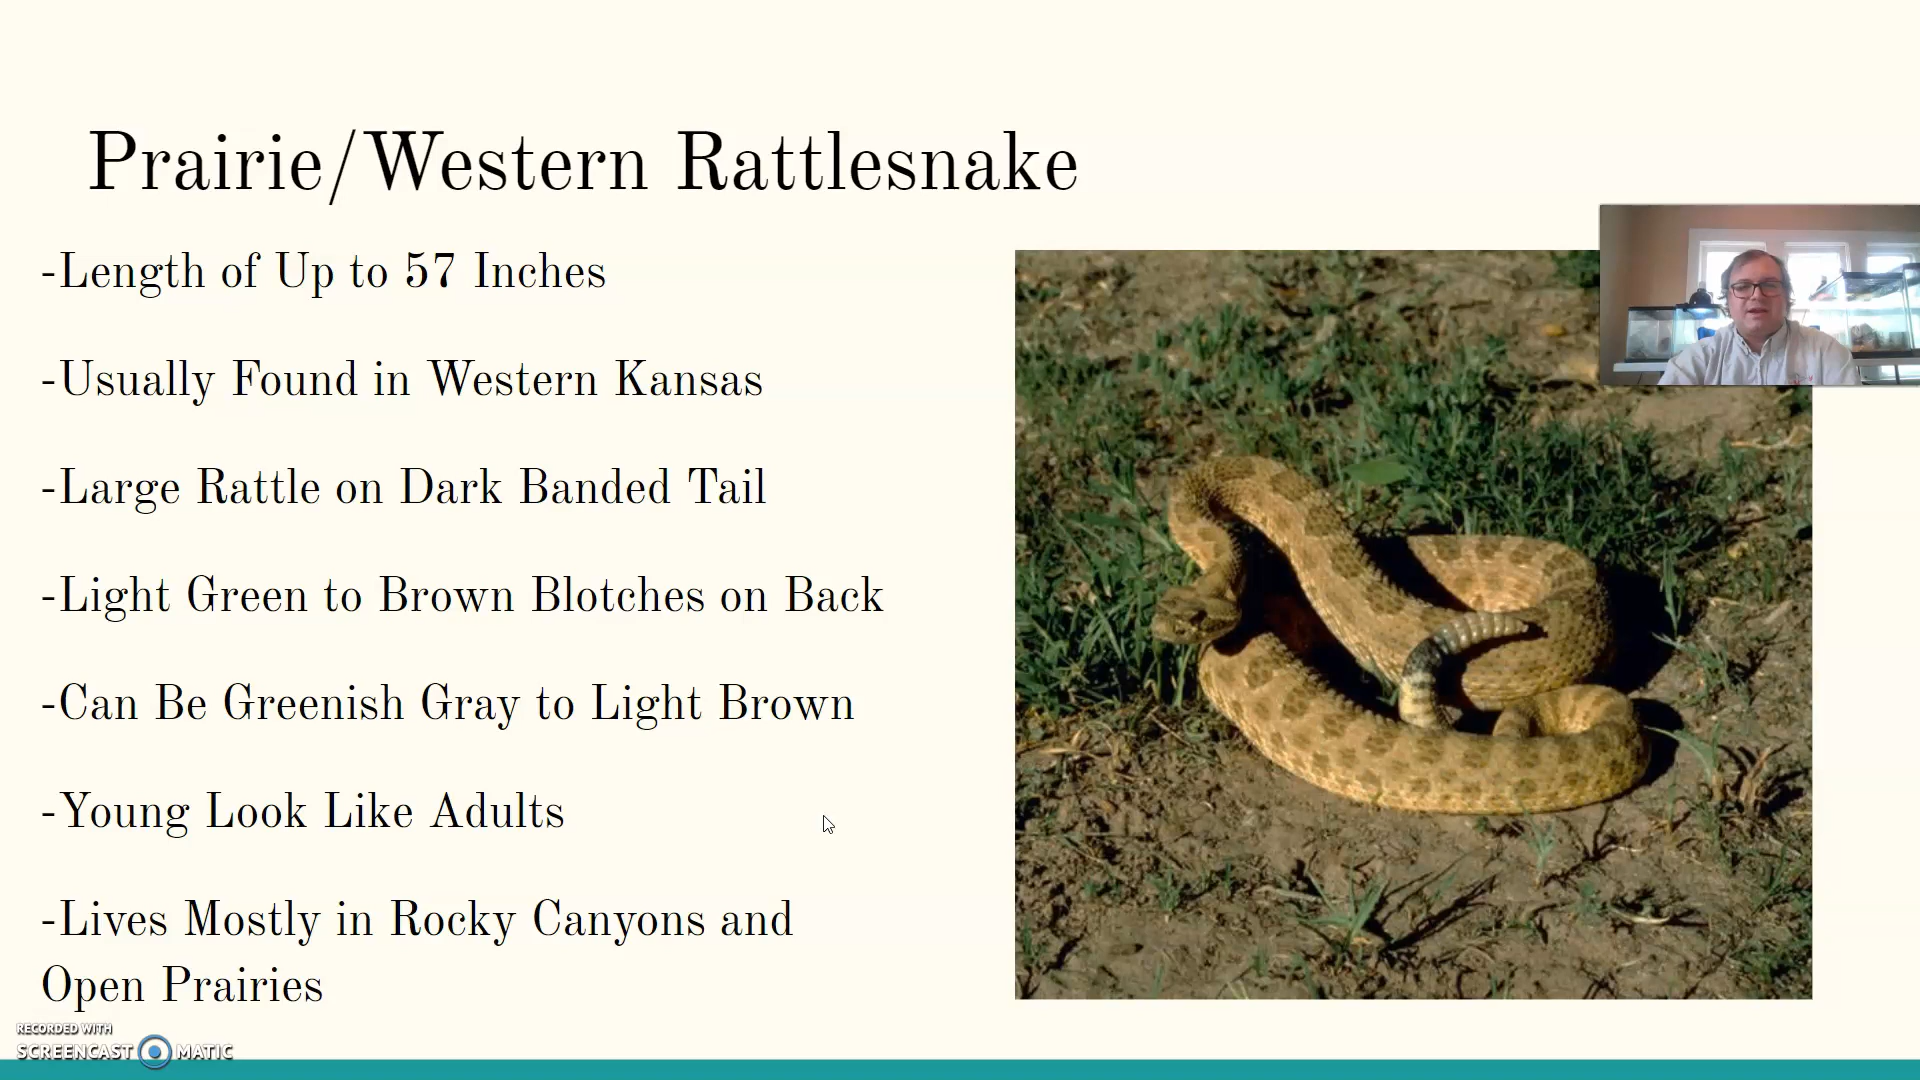 Prairie/Western Rattlesnake
-Length of Up to 57 Inches
-Usually Found in Western Kansas
-Large Rattle on Dark Banded Tail
-Light Green to Brown Blotches on Back
-Can Be Greenish Gray to Light Brown
-Young Look Like Adults
-Lives Mostly in Rocky Canyons and
Open Prairies
RECORDED WITH
SCREENCAST MATIC